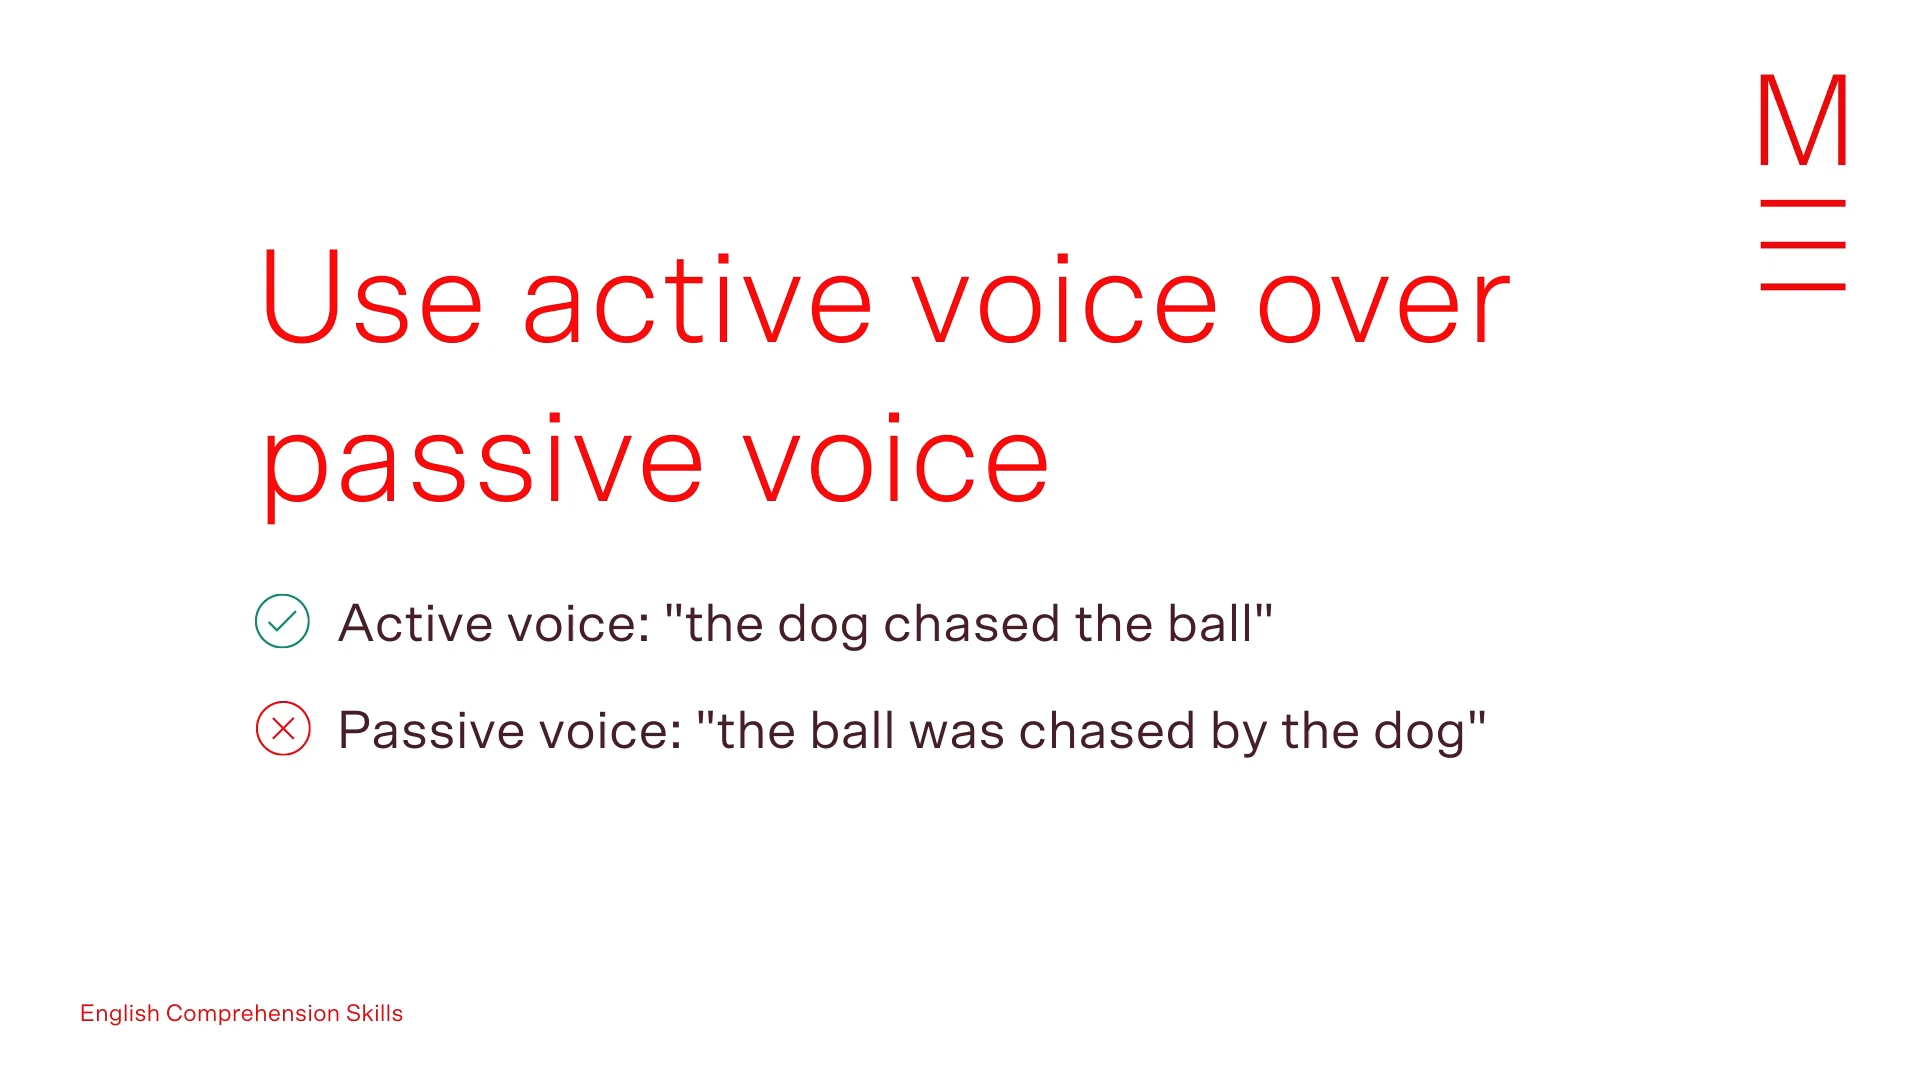 M
Use active voice over
passive voice
Active voice: "the dog chased the ball"
Passive voice: "the ball was chased by the dog"
English Comprehension Skills